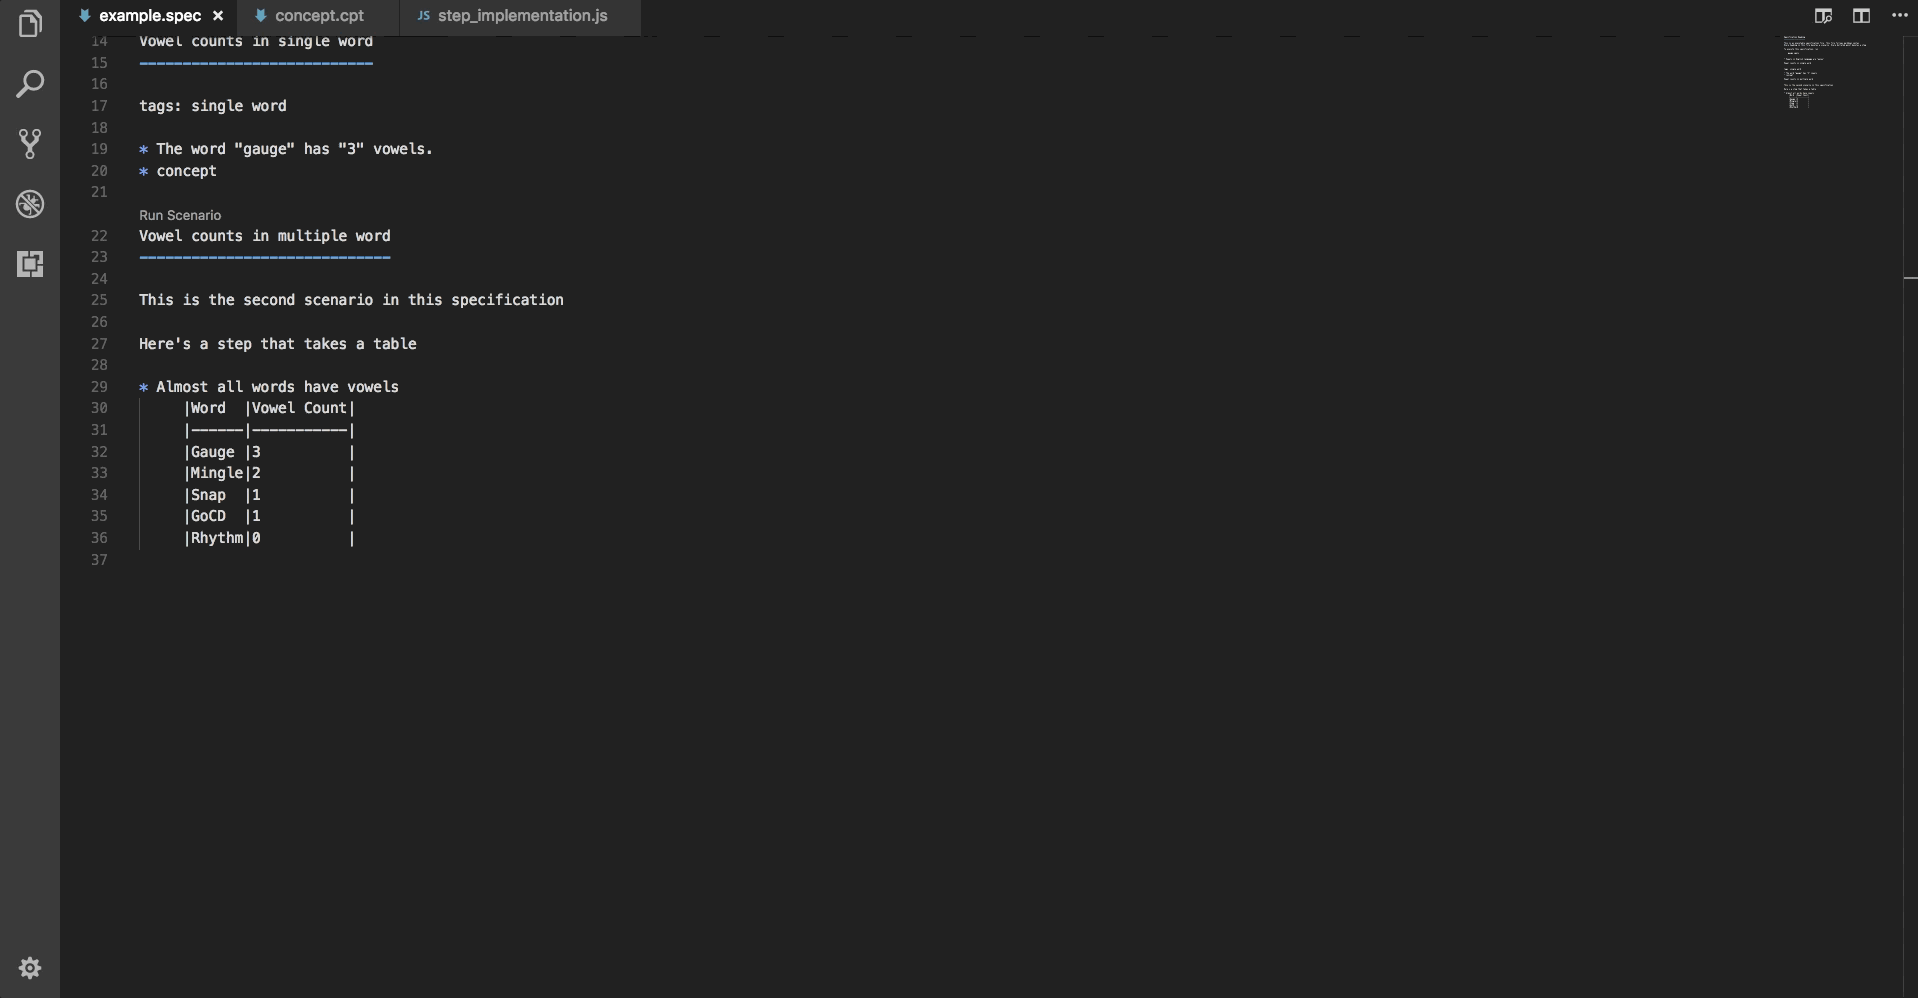 example.spec × concept.cpt JS step_implementation.js
14 Vowel counts in single word
15 ---------------------------
16
17 tags: single word
18
19 * The word "gauge" has "3" vowels.
20 * concept
21
Run Scenario
22 Vowel counts in multiple word
23 -----------------------------
24
25 This is the second scenario in this specification
26
27 Here's a step that takes a table
28
29 * Almost all words have vowels
30 |Word  |Vowel Count|
31 |------|-----------|
32 |Gauge |3          |
33 |Mingle|2          |
34 |Snap  |1          |
35 |GoCD  |1          |
36 |Rhythm|0          |
37